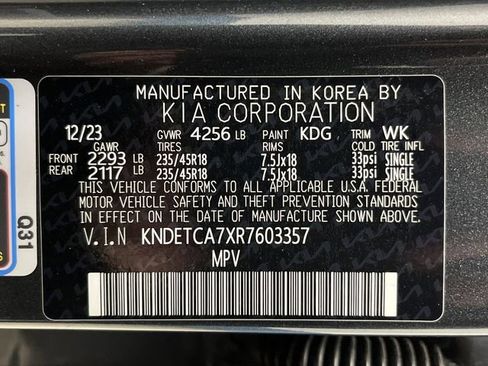 MANUFACTURED IN KOREA BY
KIA CORPORATION
12/23 GVWR 4256 LB PAINT KDG TRIM WK
GAWR TIRES RIMS COLD TIRE INFL
FRONT 2293 LB 235/45R18 7.5Jx18 33psi SINGLE
REAR 2117 LB 235/45R18 7.5Jx18 33psi SINGLE
THIS VEHICLE CONFORMS TO ALL APPLICABLE U.S.A. FEDERAL
MOTOR VEHICLE SAFETY AND THEFT PREVENTION STANDARDS
IN EFFECT ON THE DATE OF MANUFACTURE SHOWN ABOVE.
V.I.N KNDETCA7XR7603357
MPV
Q31